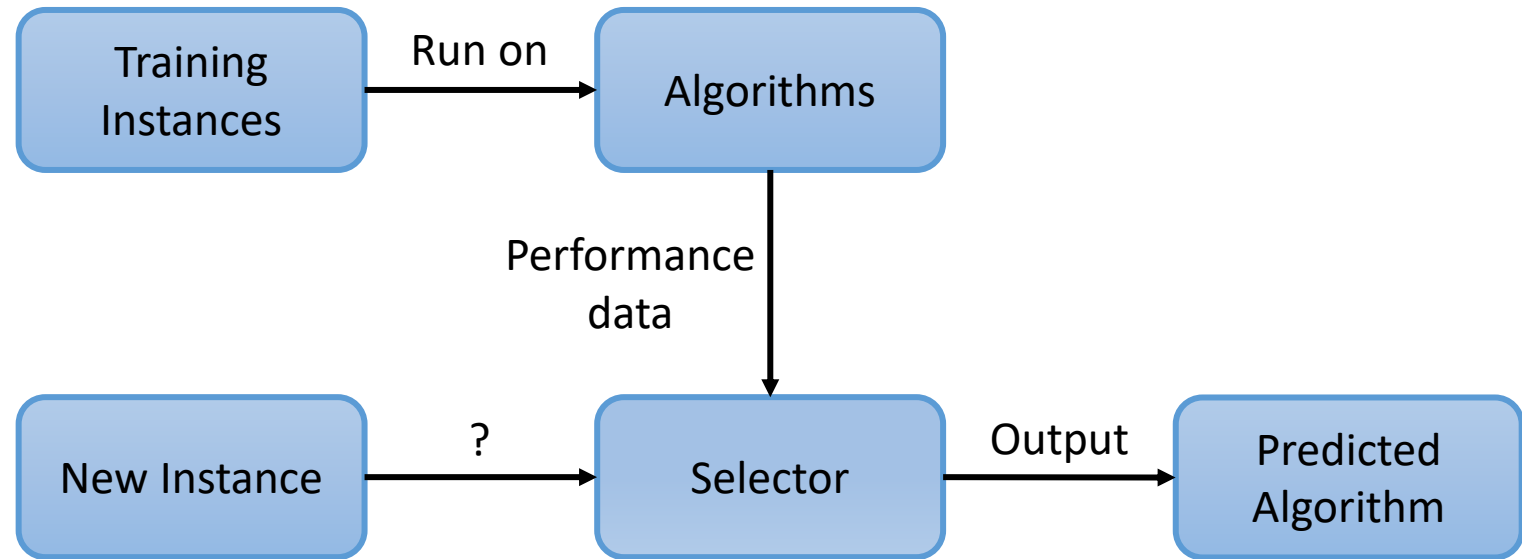 Training
Instances
Run on
Algorithms
Performance
data
New Instance
?
Selector
Output
Predicted
Algorithm